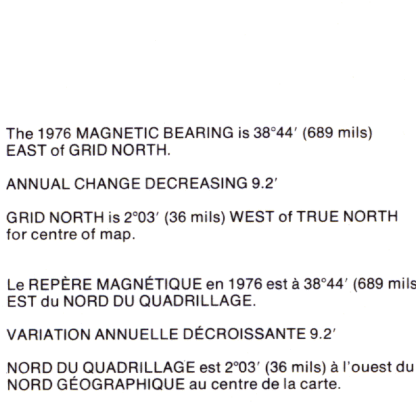 The 1976 MAGNETIC BEARING is 38°44′ (689 mils)
EAST of GRID NORTH.
ANNUAL CHANGE DECREASING 9.2′
GRID NORTH is 2°03′ (36 mils) WEST of TRUE NORTH
for centre of map.
Le REPÈRE MAGNÉTIQUE en 1976 est à 38°44′ (689 mils
EST du NORD DU QUADRILLAGE.
VARIATION ANNUELLE DÉCROISSANTE 9.2′
NORD DU QUADRILLAGE est 2°03′ (36 mils) à l'ouest du
NORD GÉOGRAPHIQUE au centre de la carte.